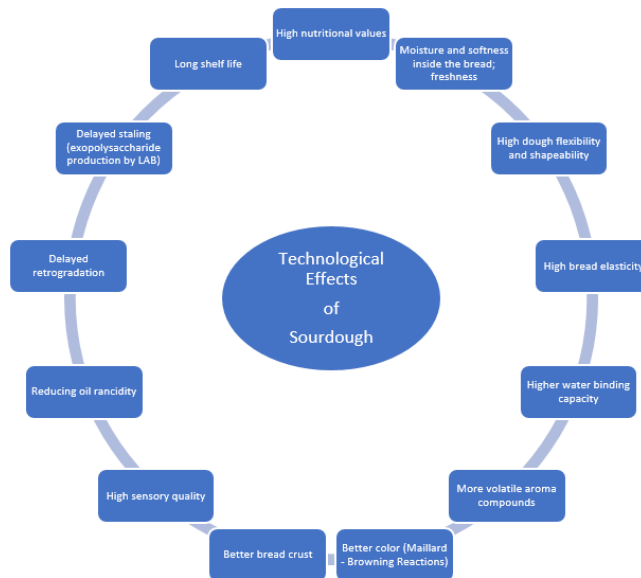 High nutritional values
Moisture and softness
inside the bread;
freshness
High dough flexibility
and shapeability
High bread elasticity
Higher water binding
capacity
More volatile aroma
compounds
Better color (Maillard
- Browning Reactions)
Better bread crust
High sensory quality
Reducing oil rancidity
Delayed
retrogradation
Delayed staling
(exopolysaccharide
production by LAB)
Long shelf life
Technological
Effects
of
Sourdough